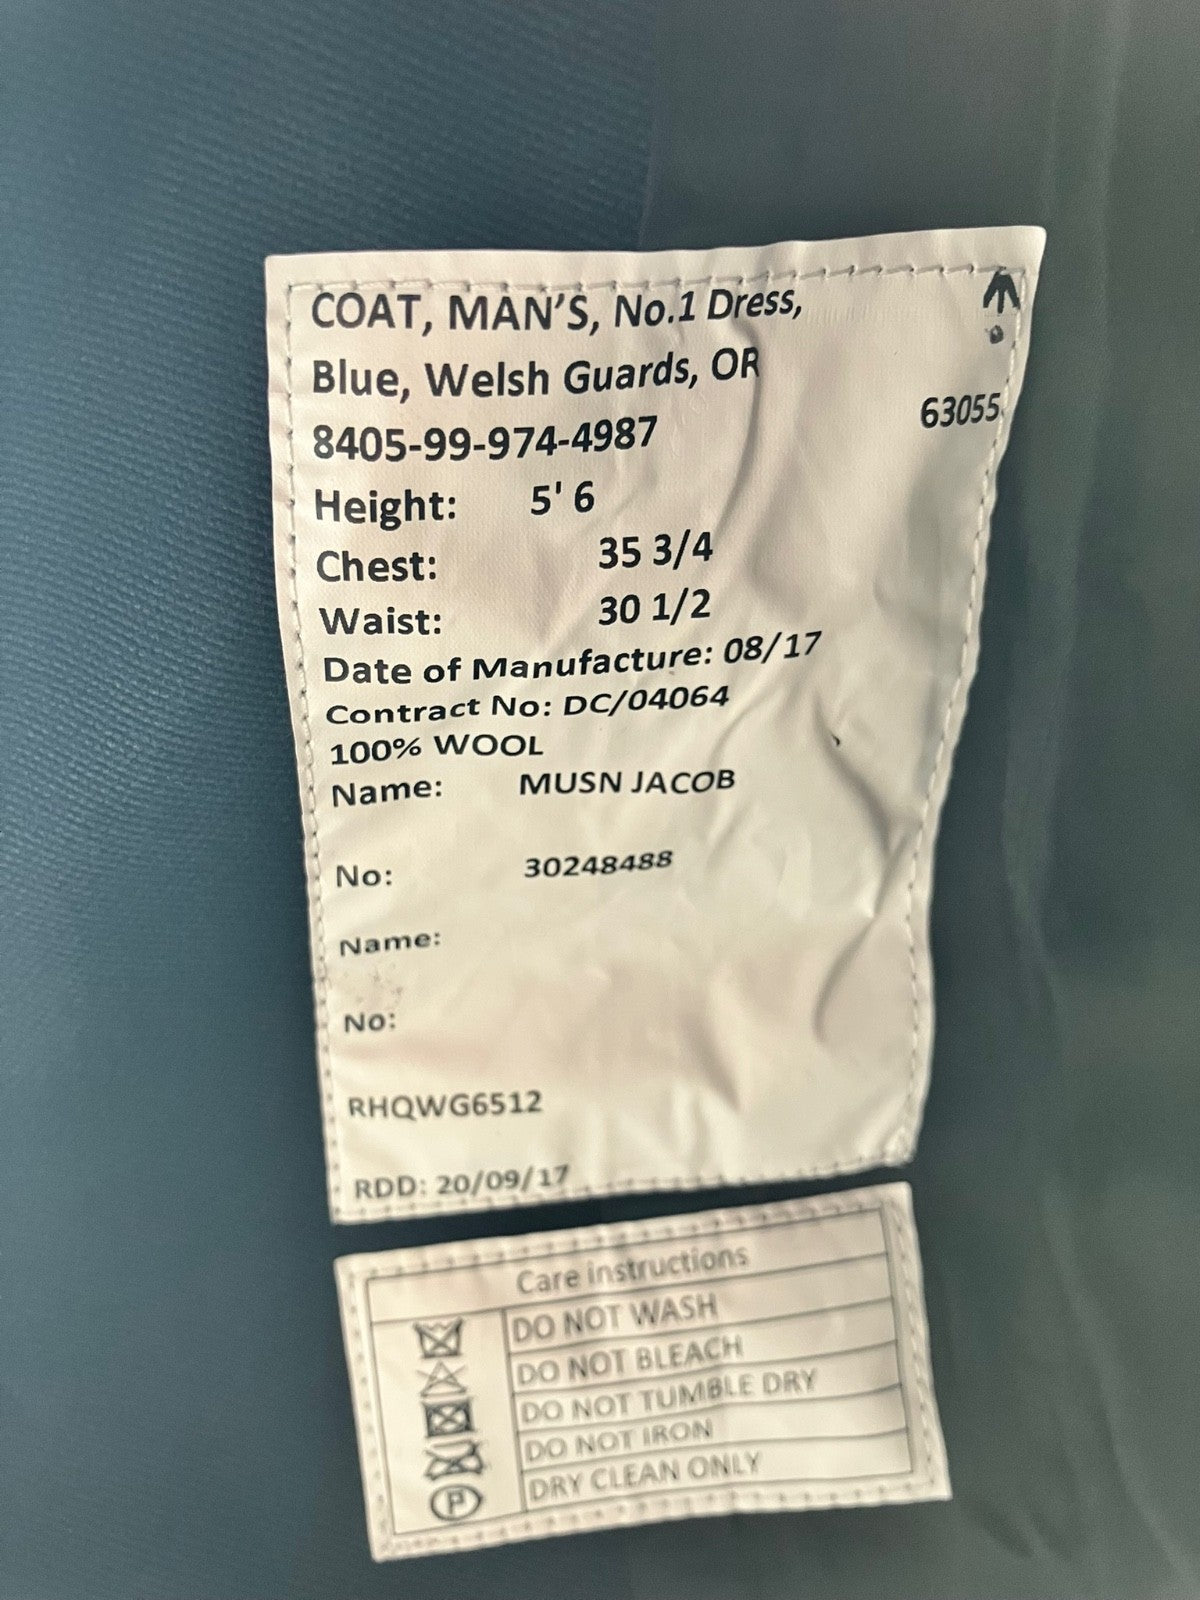 COAT, MAN'S, No.1 Dress,
Blue, Welsh Guards, OR
8405-99-974-4987
63055
Height: 5' 6
Chest: 35 3/4
Waist: 30 1/2
Date of Manufacture: 08/17
Contract No: DC/04064
100% WOOL
Name: MUSN JACOB
No: 30248488
Name:
No:
RHQWG6512
RDD: 20/09/17
Care instructions
DO NOT WASH
DO NOT BLEACH
DO NOT TUMBLE DRY
DO NOT IRON
P DRY CLEAN ONLY